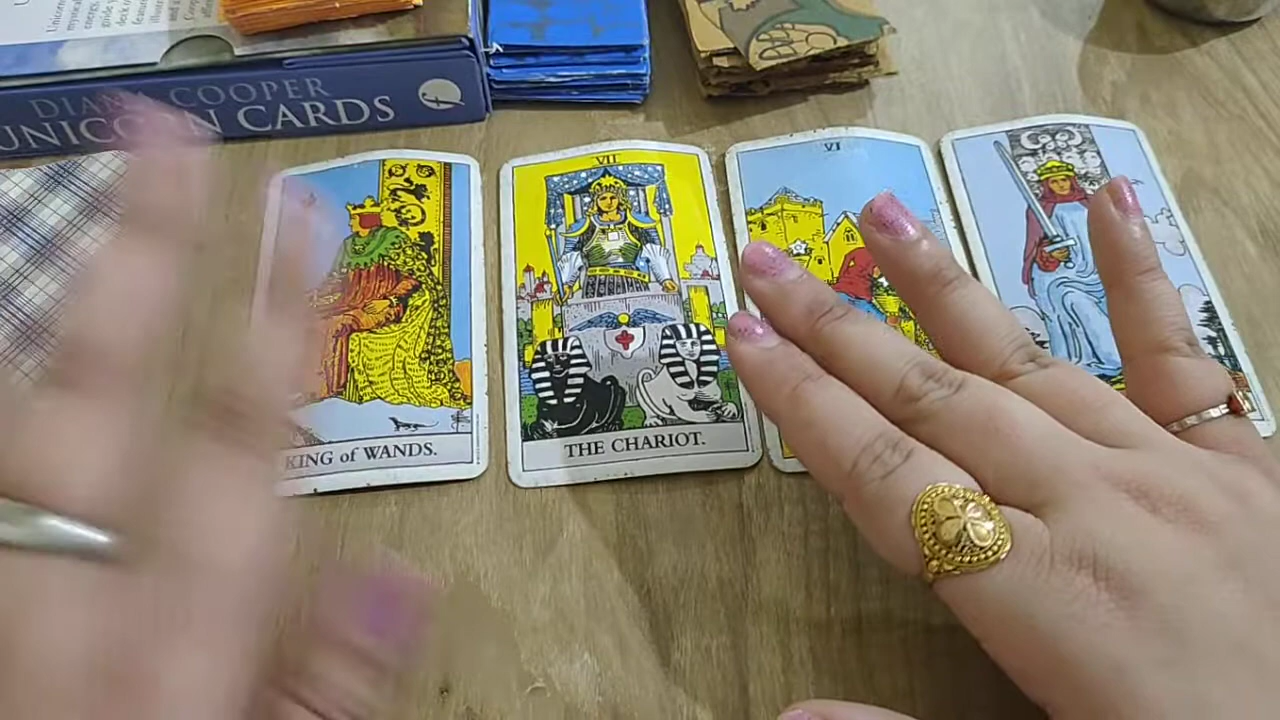 DIANA COOPER
UNICORN CARDS
KING of WANDS.
VII
THE CHARIOT.
VI